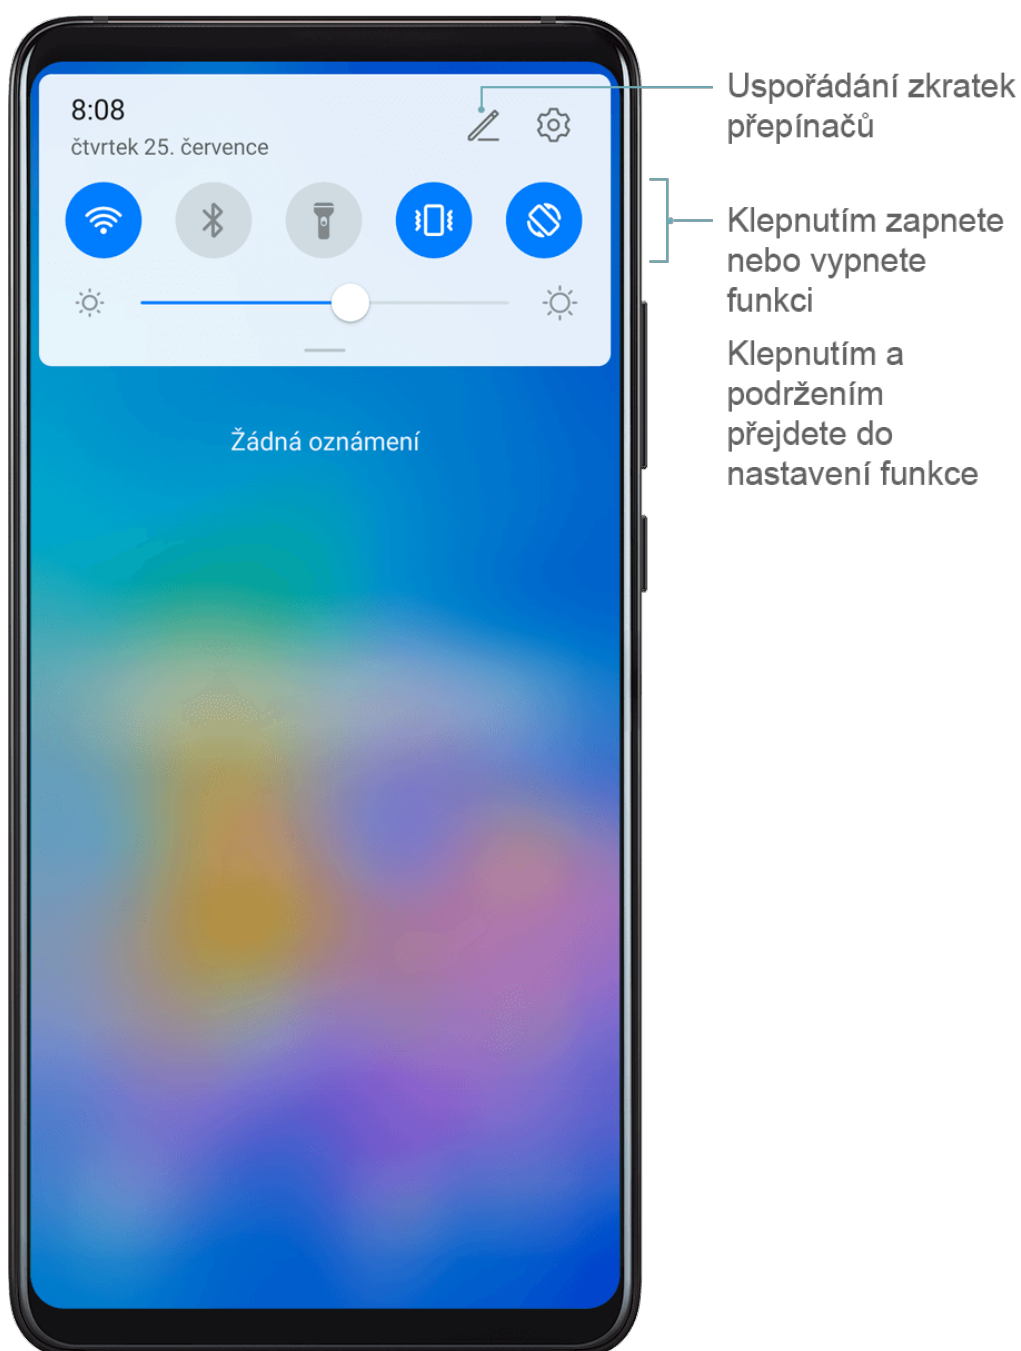 8:08
čtvrtek 25. července
Žádná oznámení
Uspořádání zkratek
přepínačů
Klepnutím zapnete
nebo vypnete
funkci
Klepnutím a
podržením
přejdete do
nastavení funkce